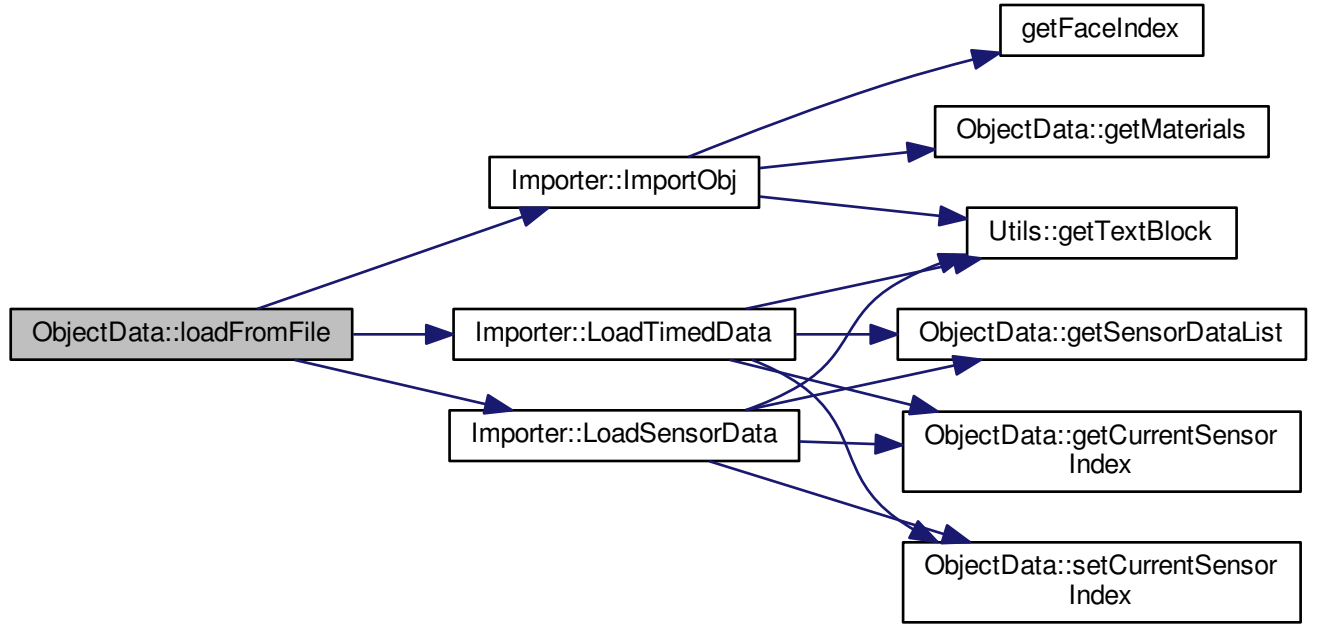 getFaceIndex
ObjectData::getMaterials
Importer::ImportObj
Utils::getTextBlock
ObjectData::loadFromFile
Importer::LoadTimedData
ObjectData::getSensorDataList
Importer::LoadSensorData
ObjectData::getCurrentSensor
Index
ObjectData::setCurrentSensor
Index